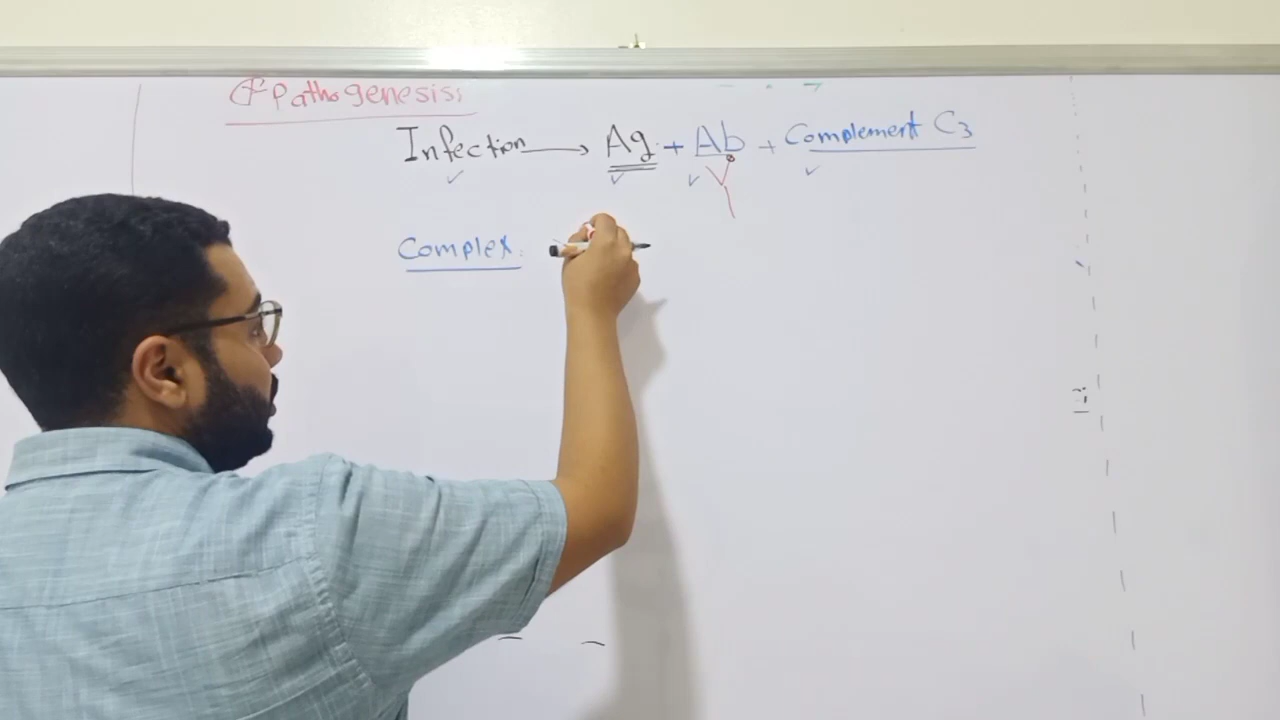 Pathogenesis:
Infection → Ag + Ab + Complement C3
Complex.